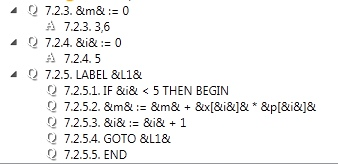 Q 7.2.3. &m& := 0
A 7.2.3. 3,6
Q 7.2.4. &i& := 0
A 7.2.4. 5
Q 7.2.5. LABEL &L1&
Q 7.2.5.1. IF &i& < 5 THEN BEGIN
Q 7.2.5.2. &m& := &m& + &x[&i&]& * &p[&i&]&
Q 7.2.5.3. &i& := &i& + 1
Q 7.2.5.4. GOTO &L1&
Q 7.2.5.5. END